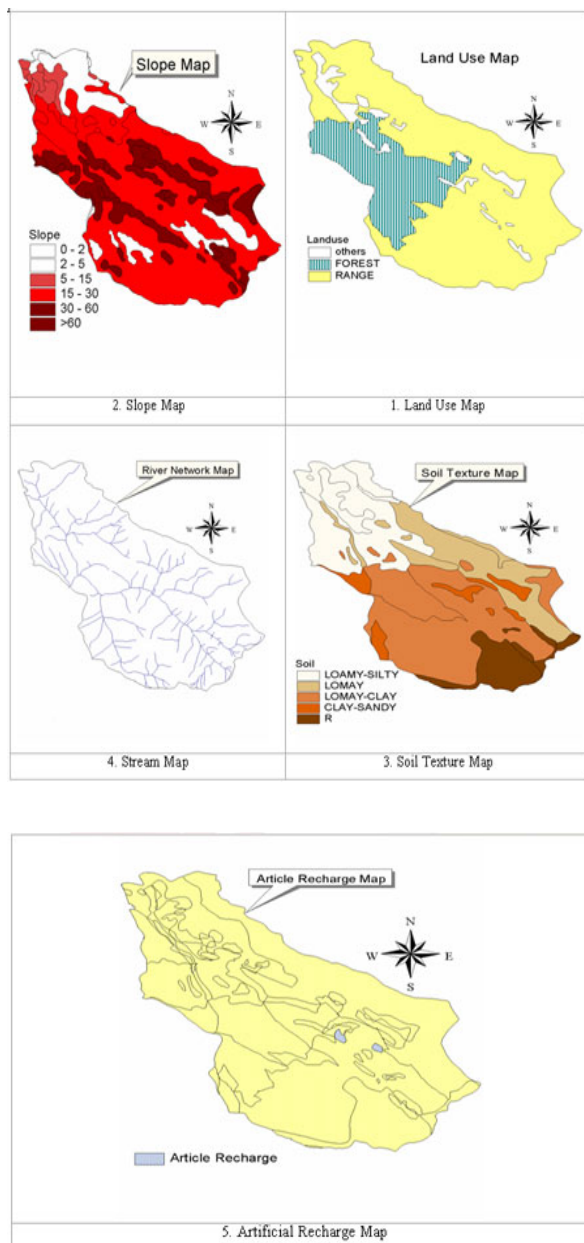 Slope Map
N
W E
S
Slope
0 - 2
2 - 5
5 - 15
15 - 30
30 - 60
>60
2. Slope Map
Land Use Map
N
W E
S
Landuse
others
FOREST
RANGE
1. Land Use Map
River Network Map
N
W E
S
4. Stream Map
Soil Texture Map
N
W E
S
Soil
LOAMY-SILTY
LOMAY
LOMAY-CLAY
CLAY-SANDY
R
3. Soil Texture Map
Article Recharge Map
N
W E
S
Article Recharge
5. Artificial Recharge Map